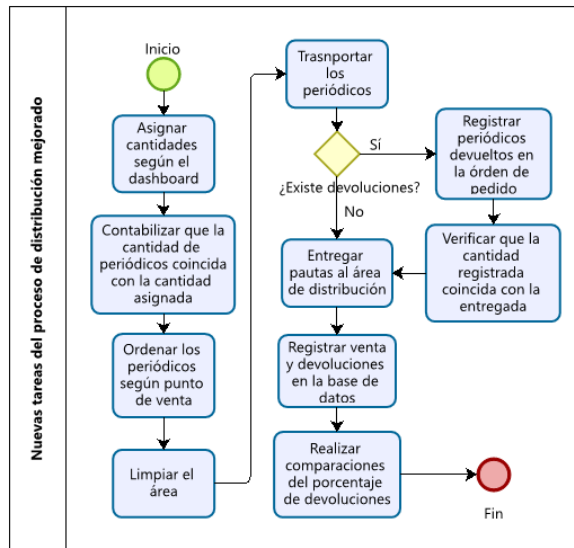 Nuevas tareas del proceso de distribución mejorado
Inicio
Asignar
cantidades
según el
dashboard
Contabilizar que la
cantidad de
periódicos coincida
con la cantidad
asignada
Ordenar los
periódicos
según punto
de venta
Limpiar el
área
Trasnportar
los
periódicos
¿Existe devoluciones?
Sí
No
Registrar
periódicos
devueltos en
la órden de
pedido
Verificar que la
cantidad
registrada
coincida con la
entregada
Entregar
pautas al área
de distribución
Registrar venta
y devoluciones
en la base de
datos
Realizar
comparaciones
del porcentaje
de devoluciones
Fin